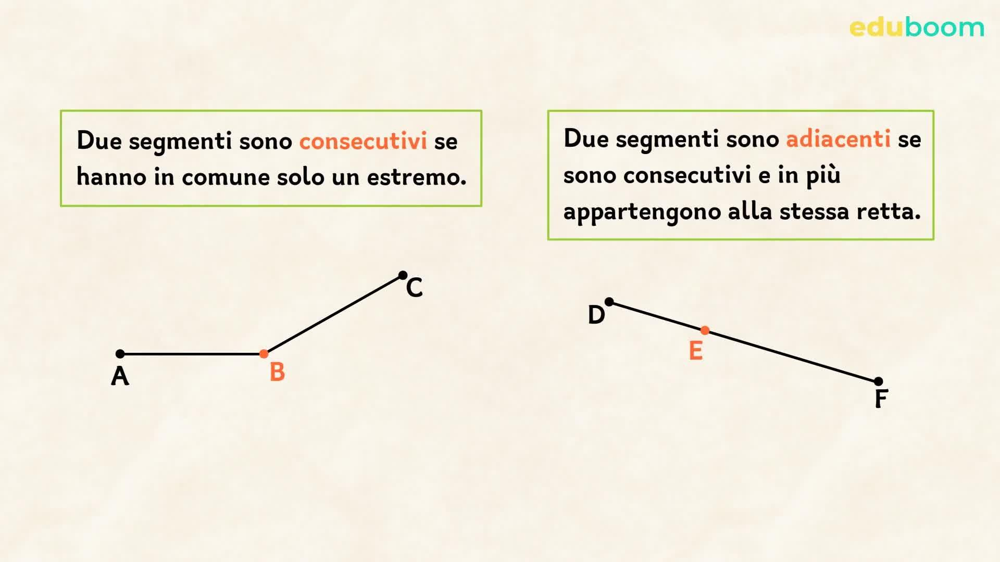 eduboom
Due segmenti sono consecutivi se
hanno in comune solo un estremo.
Due segmenti sono adiacenti se
sono consecutivi e in più
appartengono alla stessa retta.
C
A
B
D
E
F